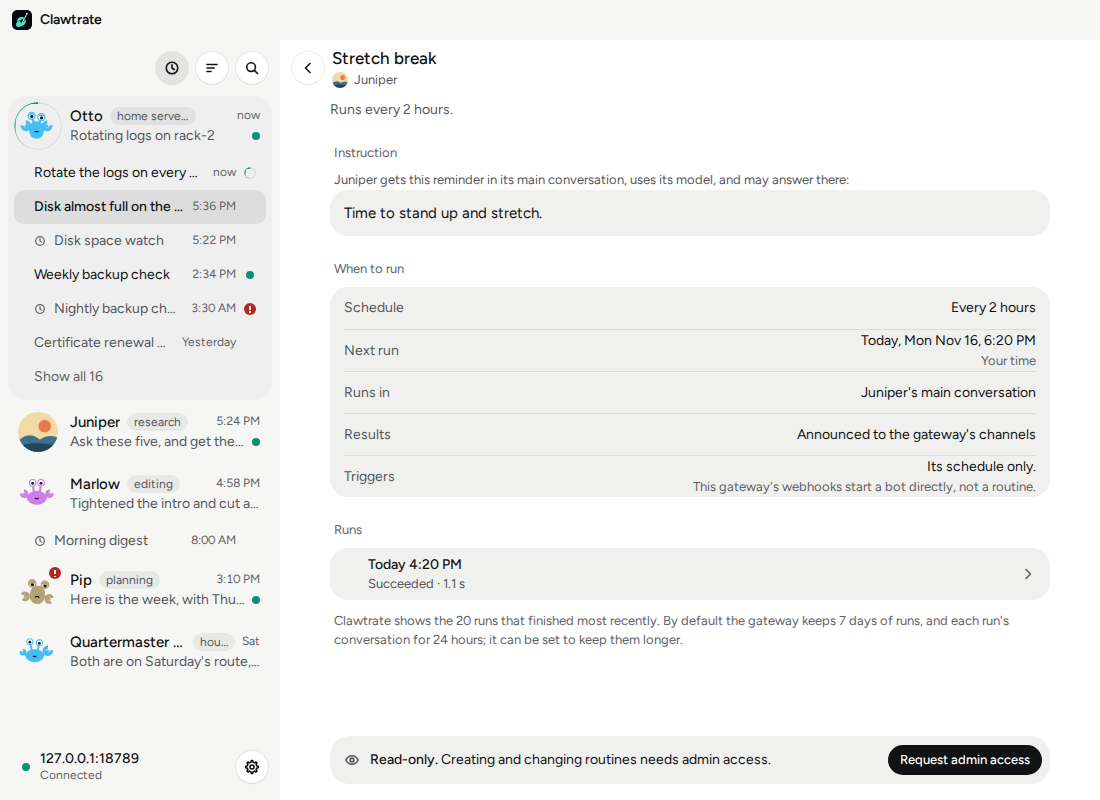 Clawtrate
Otto home serve... now
Rotating logs on rack-2
Rotate the logs on every ... now
Disk almost full on the ... 5:36 PM
Disk space watch 5:22 PM
Weekly backup check 2:34 PM
Nightly backup ch... 3:30 AM
Certificate renewal ... Yesterday
Show all 16
Juniper research 5:24 PM
Ask these five, and get the...
Marlow editing 4:58 PM
Tightened the intro and cut a...
Morning digest 8:00 AM
Pip planning 3:10 PM
Here is the week, with Thu...
Quartermaster ... hou... Sat
Both are on Saturday's route,...
127.0.0.1:18789
Connected
Stretch break
Juniper
Runs every 2 hours.
Instruction
Juniper gets this reminder in its main conversation, uses its model, and may answer there:
Time to stand up and stretch.
When to run
Schedule Every 2 hours
Next run Today, Mon Nov 16, 6:20 PM
Your time
Runs in Juniper's main conversation
Results Announced to the gateway's channels
Triggers Its schedule only.
This gateway's webhooks start a bot directly, not a routine.
Runs
Today 4:20 PM
Succeeded · 1.1 s
Clawtrate shows the 20 runs that finished most recently. By default the gateway keeps 7 days of runs, and each run's
conversation for 24 hours; it can be set to keep them longer.
Read-only. Creating and changing routines needs admin access. Request admin access